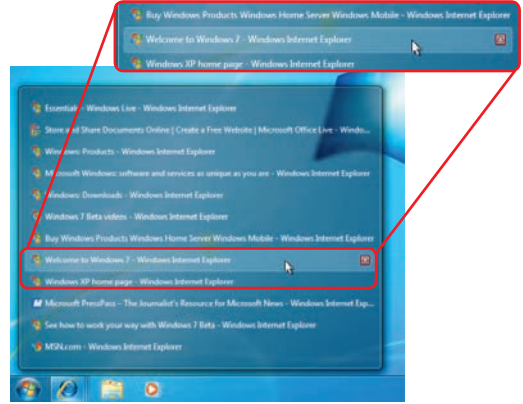 Buy Windows Products Windows Home Server Windows Mobile - Windows Internet Explorer
Welcome to Windows 7 - Windows Internet Explorer
Windows XP home page - Windows Internet Explorer
Essentials - Windows Live - Windows Internet Explorer
Store and Share Documents Online | Create a Free Website | Microsoft Office Live - Windo...
Windows: Products - Windows Internet Explorer
Microsoft Windows: software and services as unique as you are - Windows Internet Explorer
Windows: Downloads - Windows Internet Explorer
Windows 7 Beta videos - Windows Internet Explorer
Buy Windows Products Windows Home Server Windows Mobile - Windows Internet Explorer
Welcome to Windows 7 - Windows Internet Explorer
Windows XP home page - Windows Internet Explorer
Microsoft PressPass - The Journalist's Resource for Microsoft News - Windows Internet Exp...
See how to work your way with Windows 7 Beta - Windows Internet Explorer
MSN.com - Windows Internet Explorer